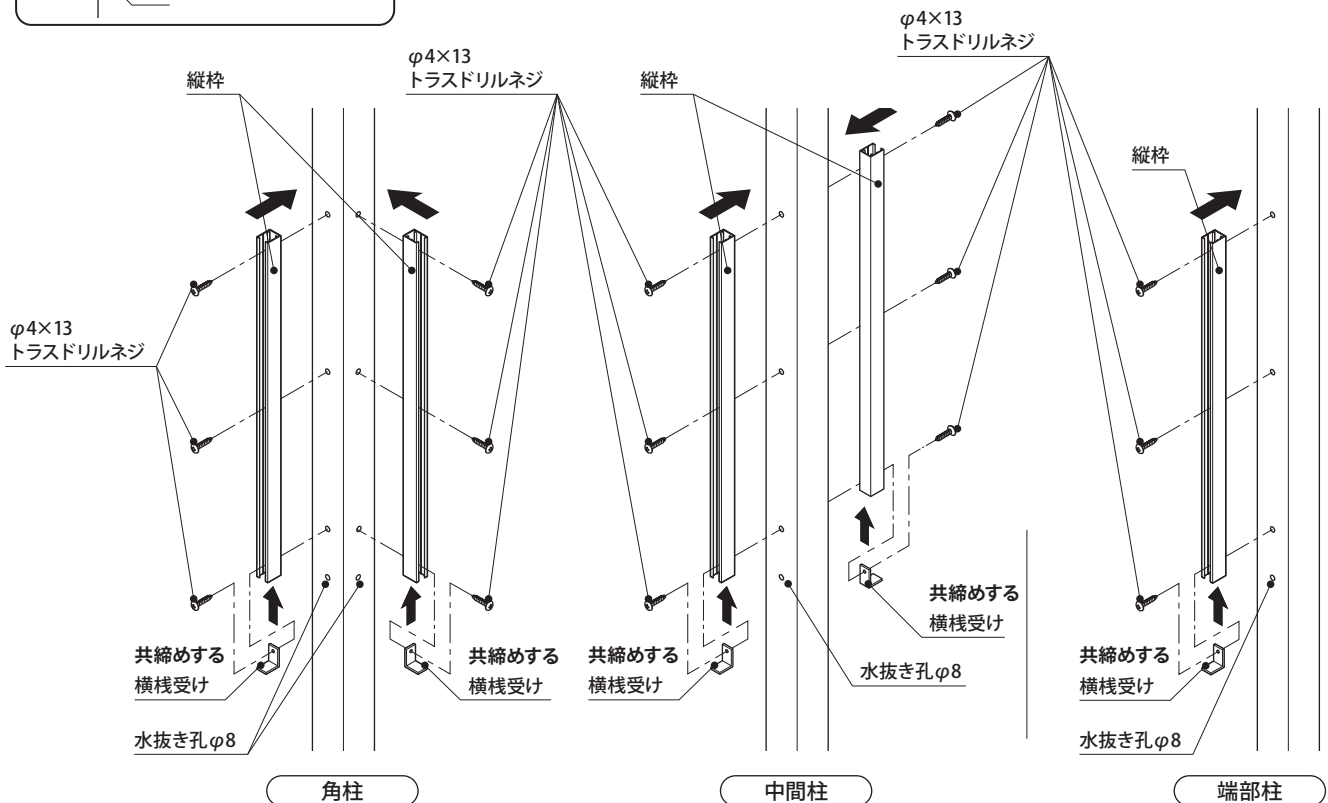 φ4×13
トラスドリルネジ
φ4×13
トラスドリルネジ
縦枠
縦枠
縦枠
φ4×13
トラスドリルネジ
共締めする
横桟受け
共締めする
横桟受け
共締めする
横桟受け
共締めする
横桟受け
共締めする
横桟受け
水抜き孔φ8
水抜き孔φ8
水抜き孔φ8
角柱
中間柱
端部柱